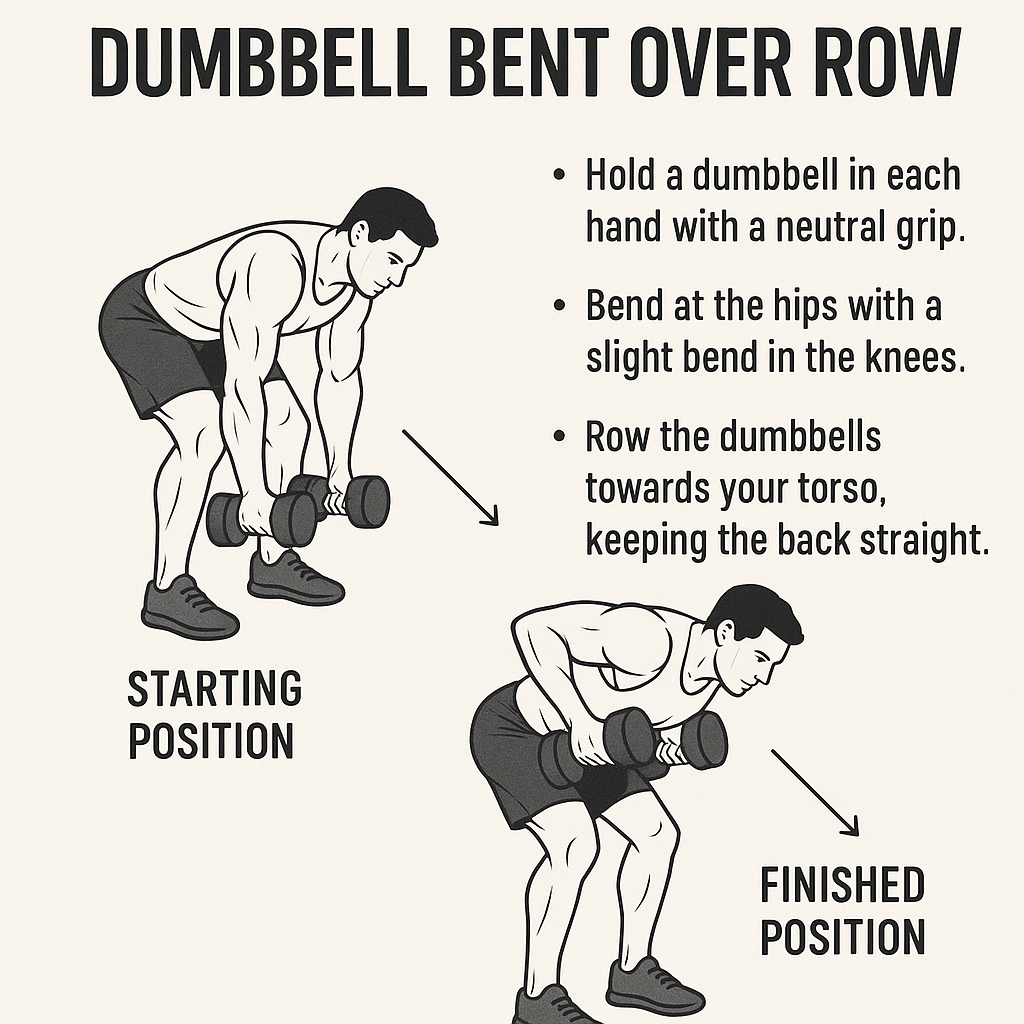 DUMBBELL BENT OVER ROW
• Hold a dumbbell in each
hand with a neutral grip.
• Bend at the hips with a
slight bend in the knees.
• Row the dumbbells
towards your torso,
keeping the back straight.
STARTING
POSITION
FINISHED
POSITION